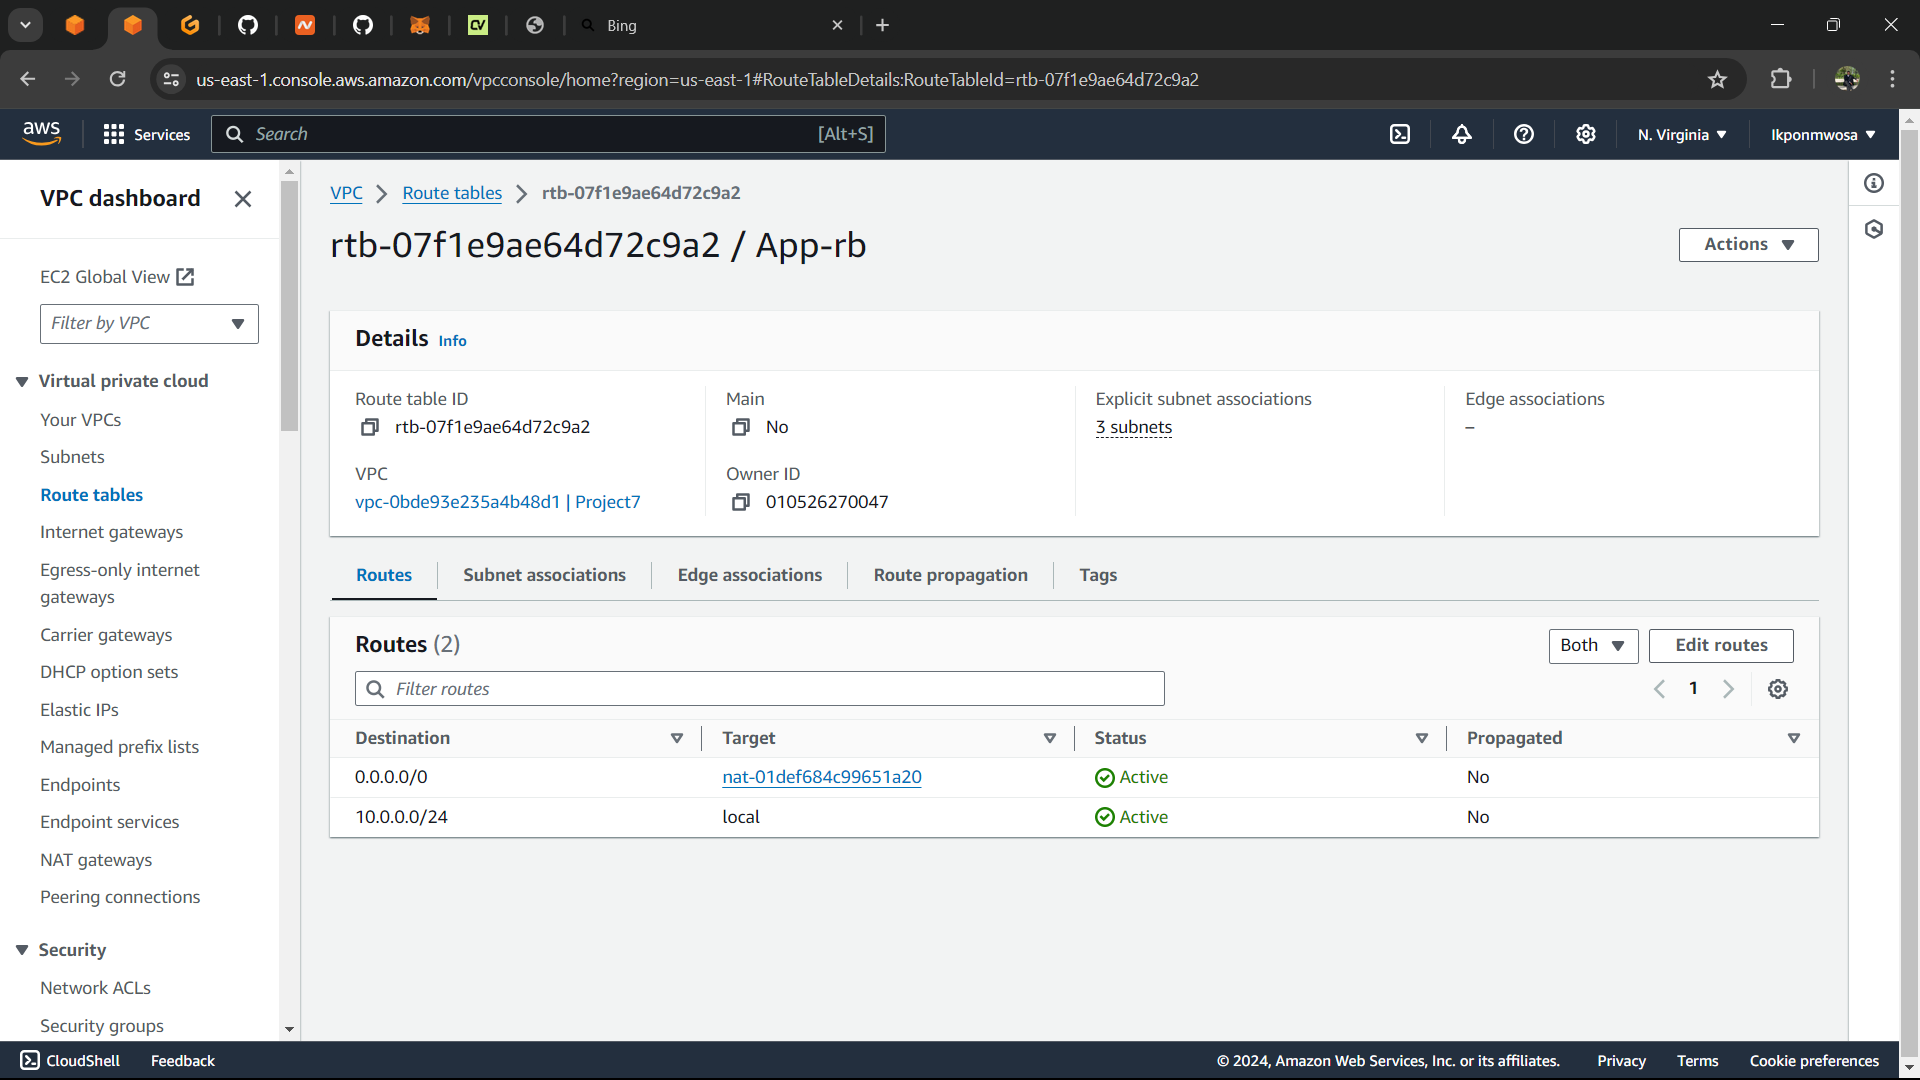 Bing
us-east-1.console.aws.amazon.com/vpcconsole/home?region=us-east-1#RouteTableDetails:RouteTableId=rtb-07f1e9ae64d72c9a2
aws
Services
Search
[Alt+S]
N. Virginia
Ikponmwosa
VPC dashboard
EC2 Global View
Filter by VPC
Virtual private cloud
Your VPCs
Subnets
Route tables
Internet gateways
Egress-only internet
gateways
Carrier gateways
DHCP option sets
Elastic IPs
Managed prefix lists
Endpoints
Endpoint services
NAT gateways
Peering connections
Security
Network ACLs
Security groups
VPC Route tables rtb-07f1e9ae64d72c9a2
rtb-07f1e9ae64d72c9a2 / App-rb
Actions
Details Info
Route table ID
rtb-07f1e9ae64d72c9a2
Main
No
Explicit subnet associations
3 subnets
Edge associations
–
VPC
vpc-0bde93e235a4b48d1 | Project7
Owner ID
010526270047
Routes Subnet associations Edge associations Route propagation Tags
Routes (2)
Both
Edit routes
Filter routes
1
Destination Target Status Propagated
0.0.0.0/0 nat-01def684c99651a20 Active No
10.0.0.0/24 local Active No
CloudShell Feedback
© 2024, Amazon Web Services, Inc. or its affiliates. Privacy Terms Cookie preferences